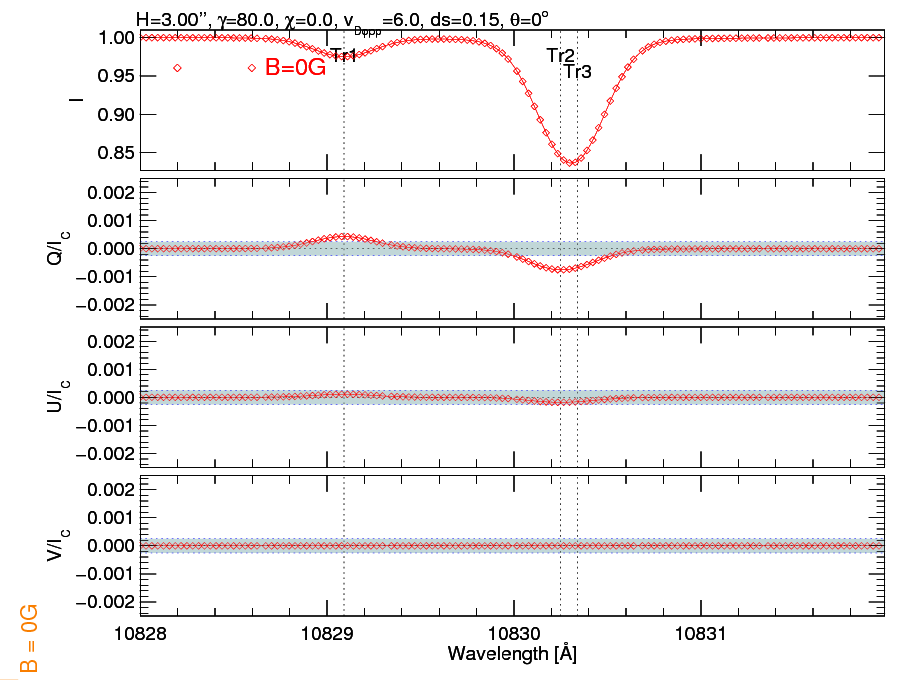 H=3.00'', γ=80.0, χ=0.0, v_Dopp=6.0, ds=0.15, θ=0°
1.00
0.95
0.90
0.85
I
Tr1
Tr2
Tr3
B=0G
0.002
0.001
0.000
−0.001
−0.002
Q/I_C
0.002
0.001
0.000
−0.001
−0.002
U/I_C
0.002
0.001
0.000
−0.001
−0.002
V/I_C
10828
10829
10830
10831
Wavelength [Å]
B = 0G